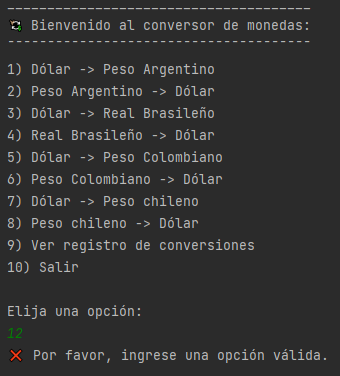 --------------------------------------
💱 Bienvenido al conversor de monedas:
--------------------------------------
1) Dólar -> Peso Argentino
2) Peso Argentino -> Dólar
3) Dólar -> Real Brasileño
4) Real Brasileño -> Dólar
5) Dólar -> Peso Colombiano
6) Peso Colombiano -> Dólar
7) Dólar -> Peso chileno
8) Peso chileno -> Dólar
9) Ver registro de conversiones
10) Salir
Elija una opción:
12
❌ Por favor, ingrese una opción válida.